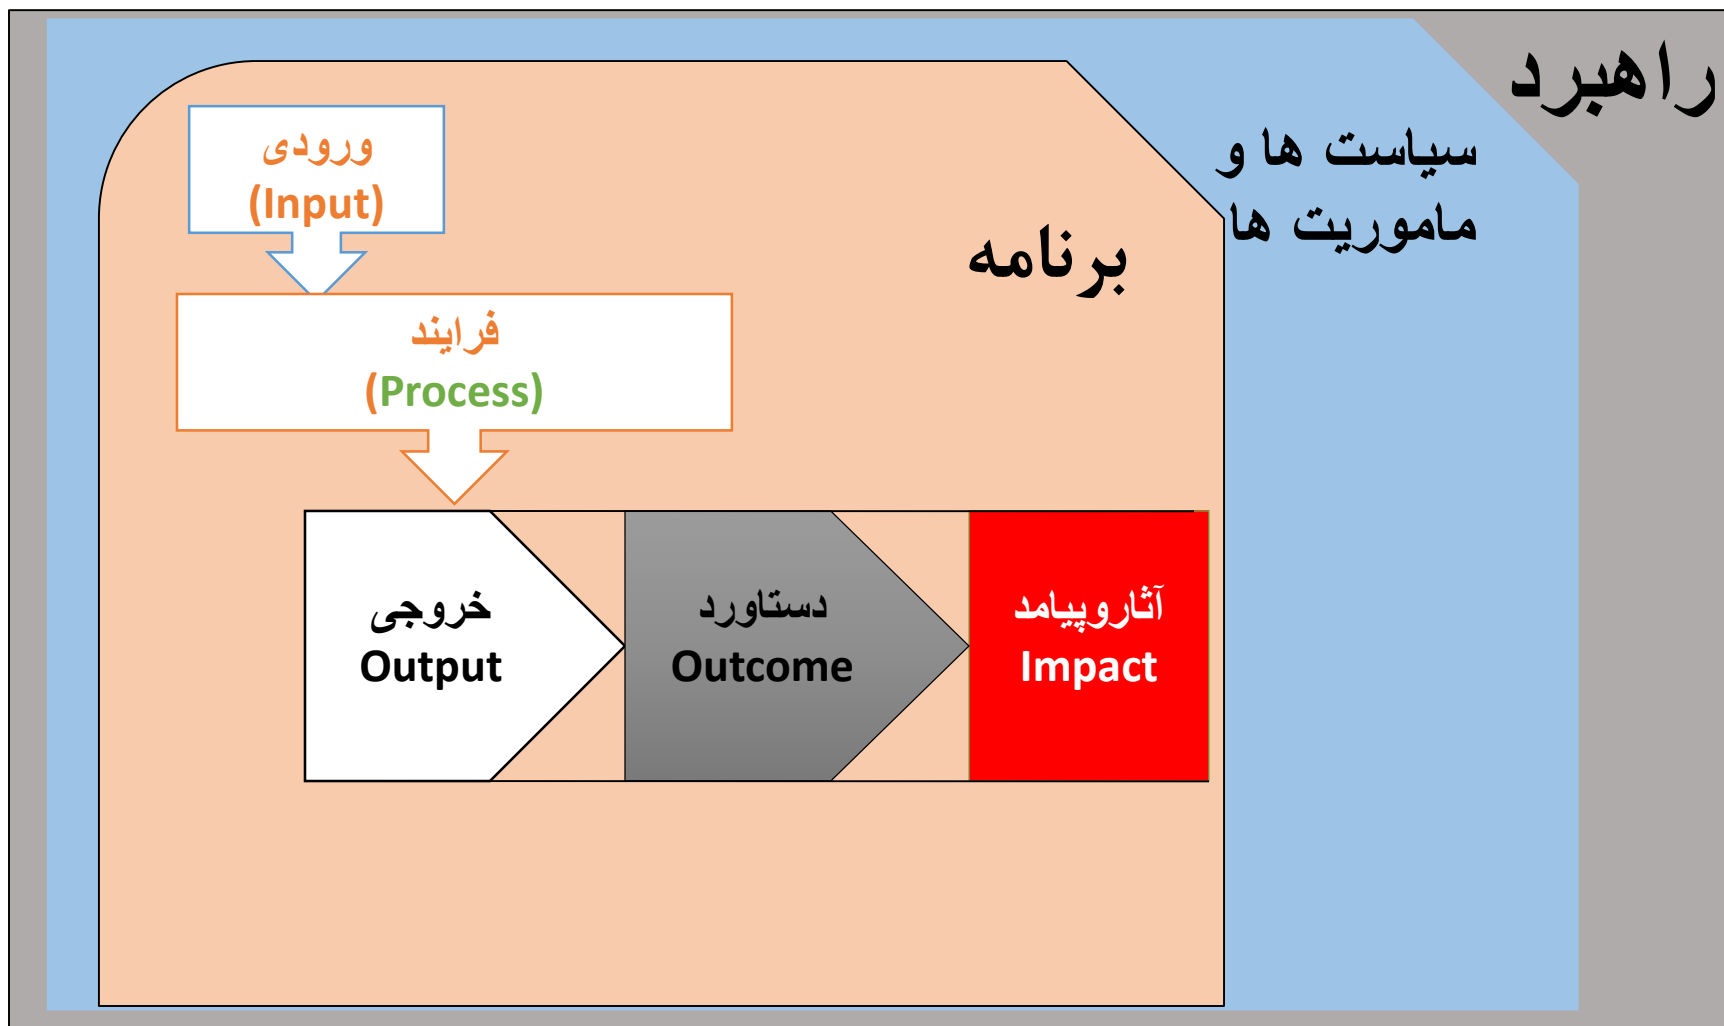 راهبرد
سیاست ها و
ماموریت ها
برنامه
ورودی
(Input)
فرایند
(Process)
خروجی
Output
دستاورد
Outcome
آثاروپیامد
Impact